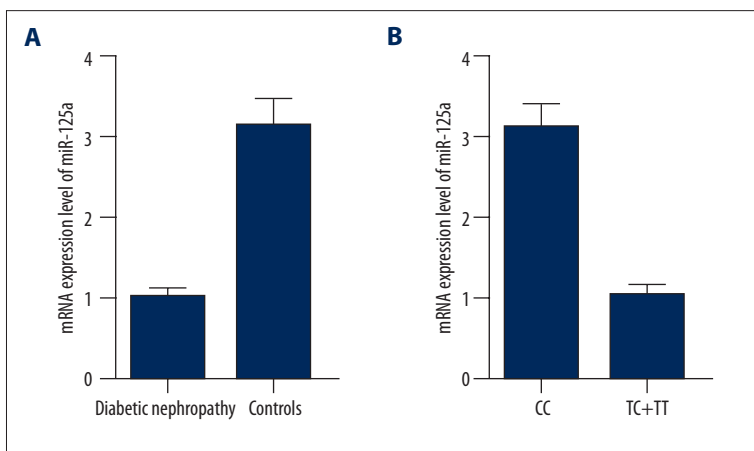 A
mRNA expression level of miR-125a
4
3
2
1
0
Diabetic nephropathy
Controls
B
mRNA expression level of miR-125a
4
3
2
1
0
CC
TC+TT